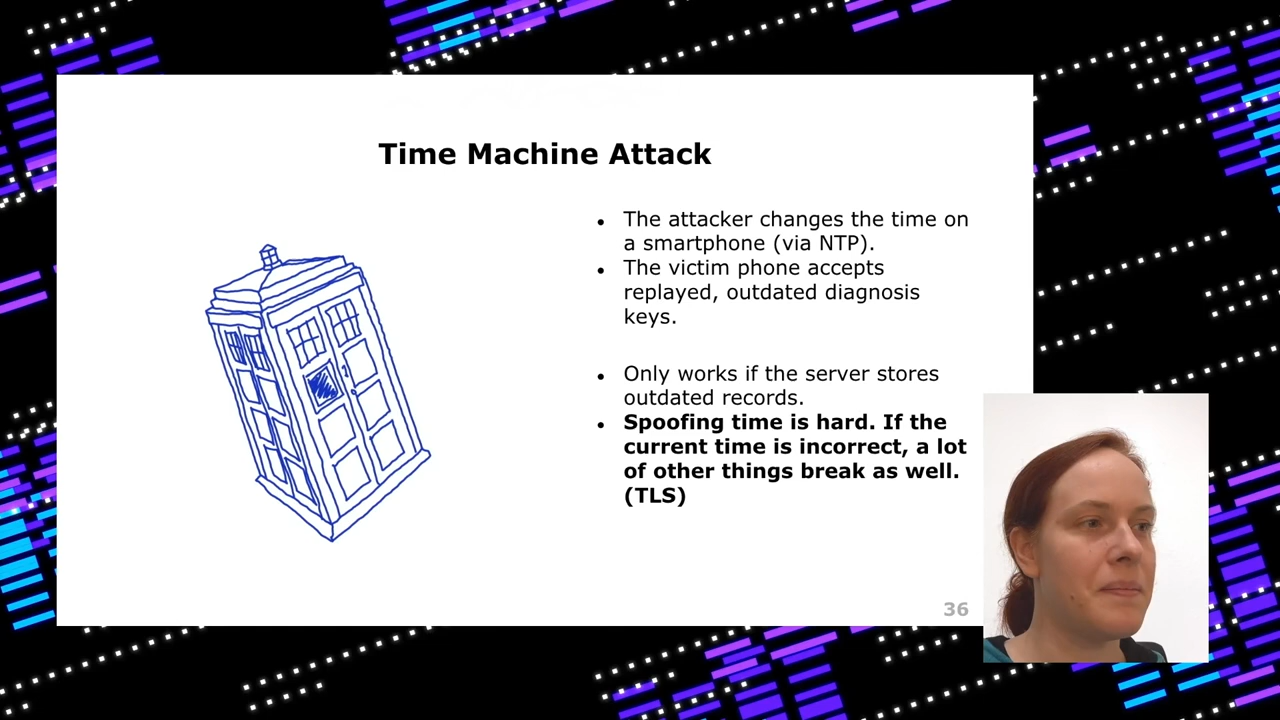 Time Machine Attack
• The attacker changes the time on
a smartphone (via NTP).
• The victim phone accepts
replayed, outdated diagnosis
keys.
• Only works if the server stores
outdated records.
• Spoofing time is hard. If the
current time is incorrect, a lot
of other things break as well.
(TLS)
36